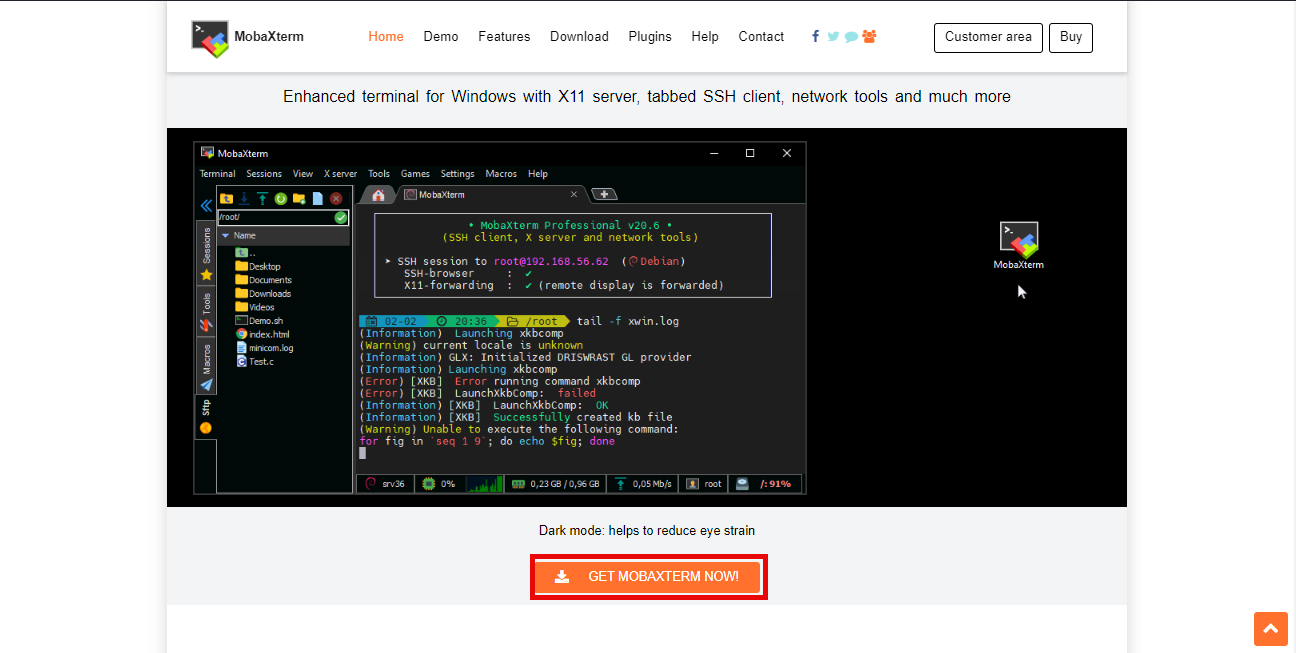 MobaXterm Home Demo Features Download Plugins Help Contact Customer area Buy
Enhanced terminal for Windows with X11 server, tabbed SSH client, network tools and much more
MobaXterm
Terminal Sessions View X server Tools Games Settings Macros Help
MobaXterm
/root/
Name
..
Desktop
Documents
Downloads
Videos
Demo.sh
index.html
minicom.log
Test.c
Sessions
Tools
Macros
Sftp
• MobaXterm Professional v20.6 •
(SSH client, X server and network tools)
➤ SSH session to root@192.168.56.62 (Debian)
SSH-browser : ✔
X11-forwarding : ✔ (remote display is forwarded)
02-02 20:36 /root tail -f xwin.log
(Information) Launching xkbcomp
(Warning) current locale is unknown
(Information) GLX: Initialized DRISWRAST GL provider
(Information) Launching xkbcomp
(Error) [XKB] Error running command xkbcomp
(Error) [XKB] LaunchXkbComp: failed
(Information) [XKB] LaunchXkbComp: OK
(Information) [XKB] Successfully created kb file
(Warning) Unable to execute the following command:
for fig in `seq 1 9`; do echo $fig; done
srv36 0% 0,23 GB / 0,96 GB 0,05 Mb/s root /: 91%
MobaXterm
Dark mode: helps to reduce eye strain
GET MOBAXTERM NOW!